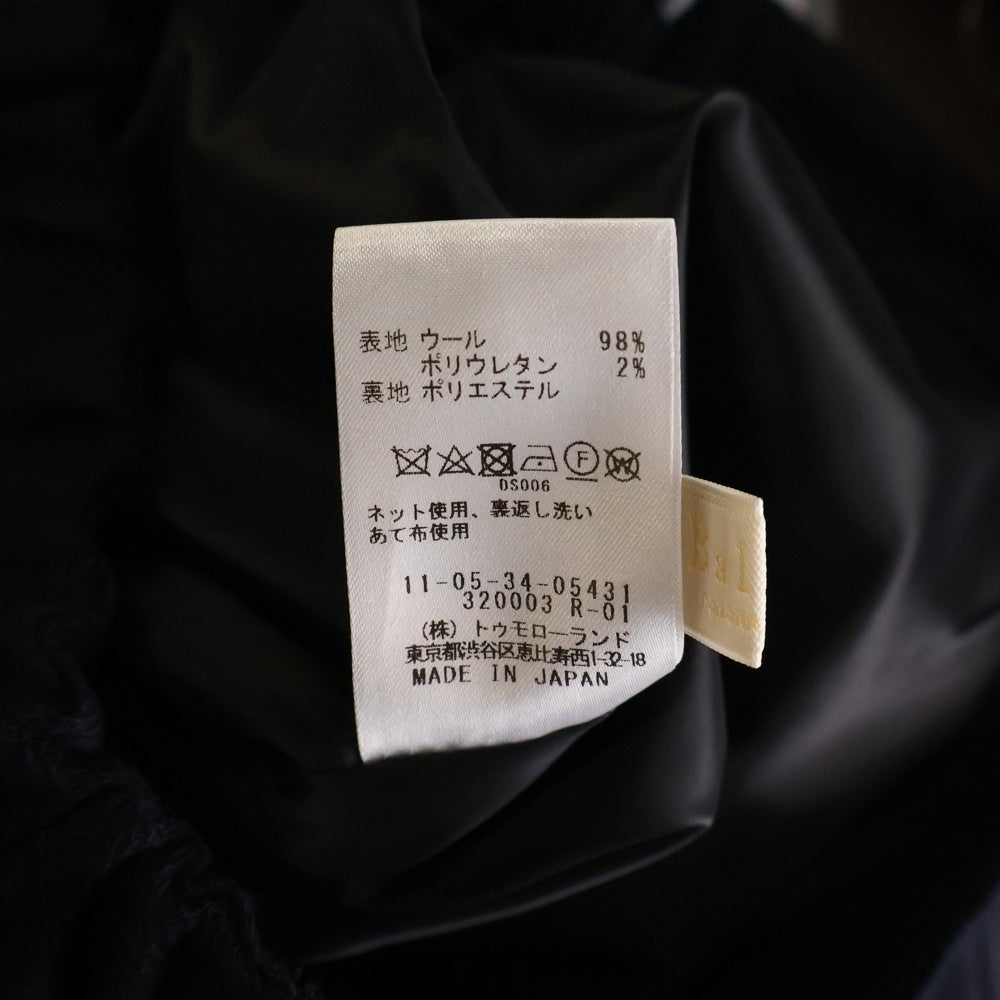 表地 ウール 98%
ポリウレタン 2%
裏地 ポリエステル
F
W
DS006
ネット使用、裏返し洗い
あて布使用
11-05-34-05431
320003 R-01
(株) トゥモローランド
東京都渋谷区恵比寿西1-32-18
MADE IN JAPAN